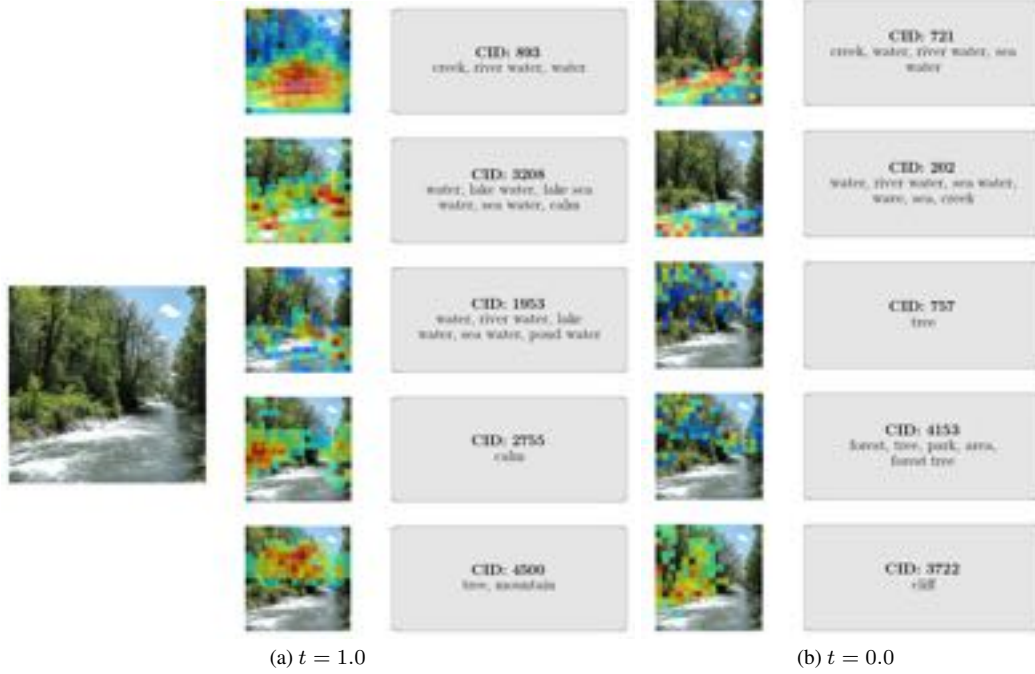 CID: 893
creek, river water, water
CID: 3208
water, lake water, lake sea
water, sea water, calm
CID: 1953
water, river water, lake
water, sea water, pond water
CID: 2755
calm
CID: 4500
tree, mountain
(a) t = 1.0
CID: 721
creek, water, river water, sea
water
CID: 202
water, river water, sea water,
wave, sea, creek
CID: 757
tree
CID: 4153
forest, tree, park, area,
forest tree
CID: 3722
cliff
(b) t = 0.0